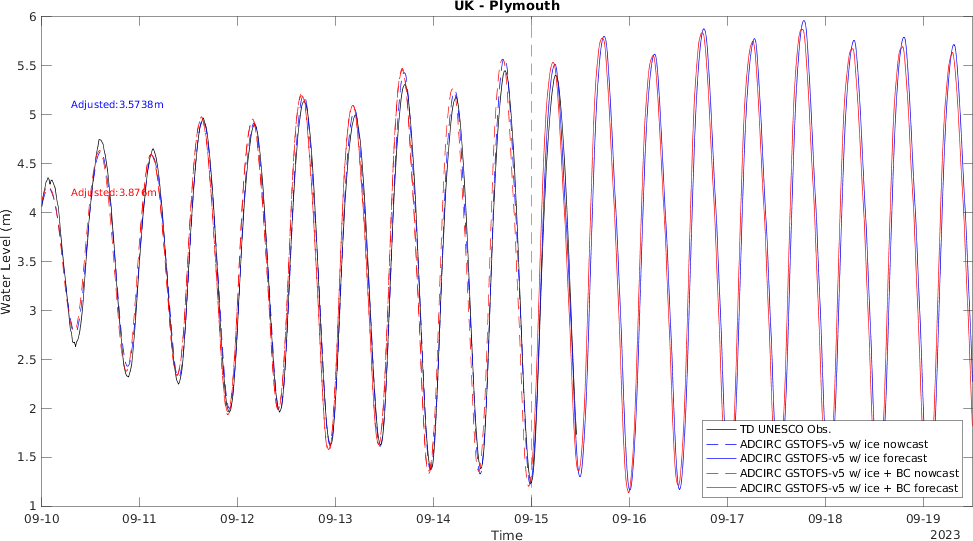 UK - Plymouth
6
5.5
5
4.5
4
3.5
3
2.5
2
1.5
1
Water Level (m)
Adjusted:3.5738m
Adjusted:3.876m
TD UNESCO Obs.
ADCIRC GSTOFS-v5 w/ ice nowcast
ADCIRC GSTOFS-v5 w/ ice forecast
ADCIRC GSTOFS-v5 w/ ice + BC nowcast
ADCIRC GSTOFS-v5 w/ ice + BC forecast
09-10 09-11 09-12 09-13 09-14 09-15 09-16 09-17 09-18 09-19
Time
2023